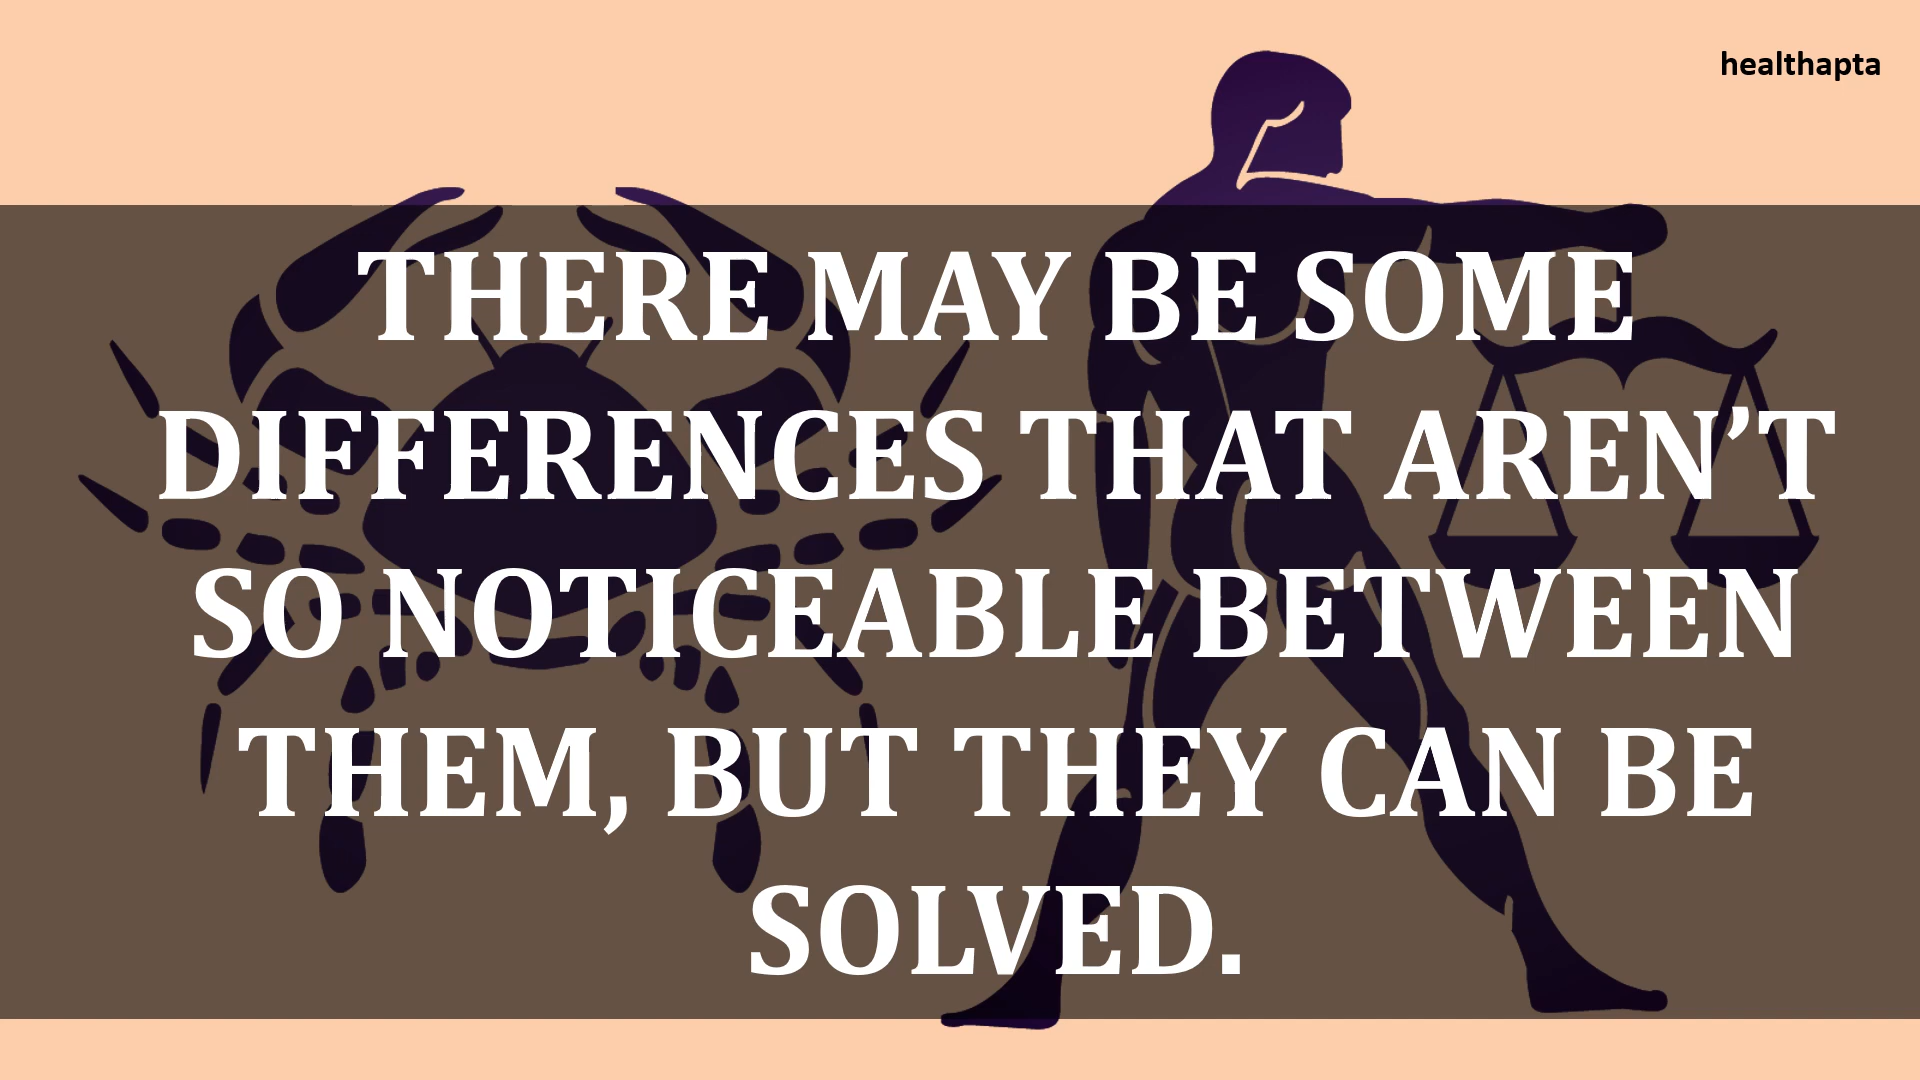 healthapta
THERE MAY BE SOME
DIFFERENCES THAT AREN’T
SO NOTICEABLE BETWEEN
THEM, BUT THEY CAN BE
SOLVED.